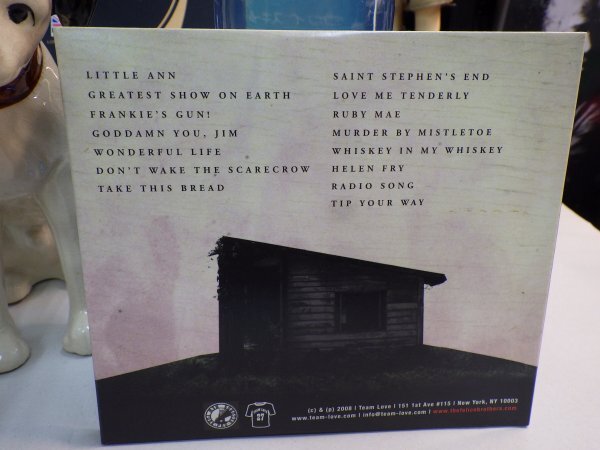 LITTLE ANN
GREATEST SHOW ON EARTH
FRANKIE'S GUN!
GODDAMN YOU, JIM
WONDERFUL LIFE
DON'T WAKE THE SCARECROW
TAKE THIS BREAD
SAINT STEPHEN'S END
LOVE ME TENDERLY
RUBY MAE
MURDER BY MISTLETOE
WHISKEY IN MY WHISKEY
HELEN FRY
RADIO SONG
TIP YOUR WAY
(c) & (p) 2008 | Team Love | 151 1st Ave #115 | New York, NY 10003
www.team-love.com | info@team-love.com | www.thefelicebrothers.com